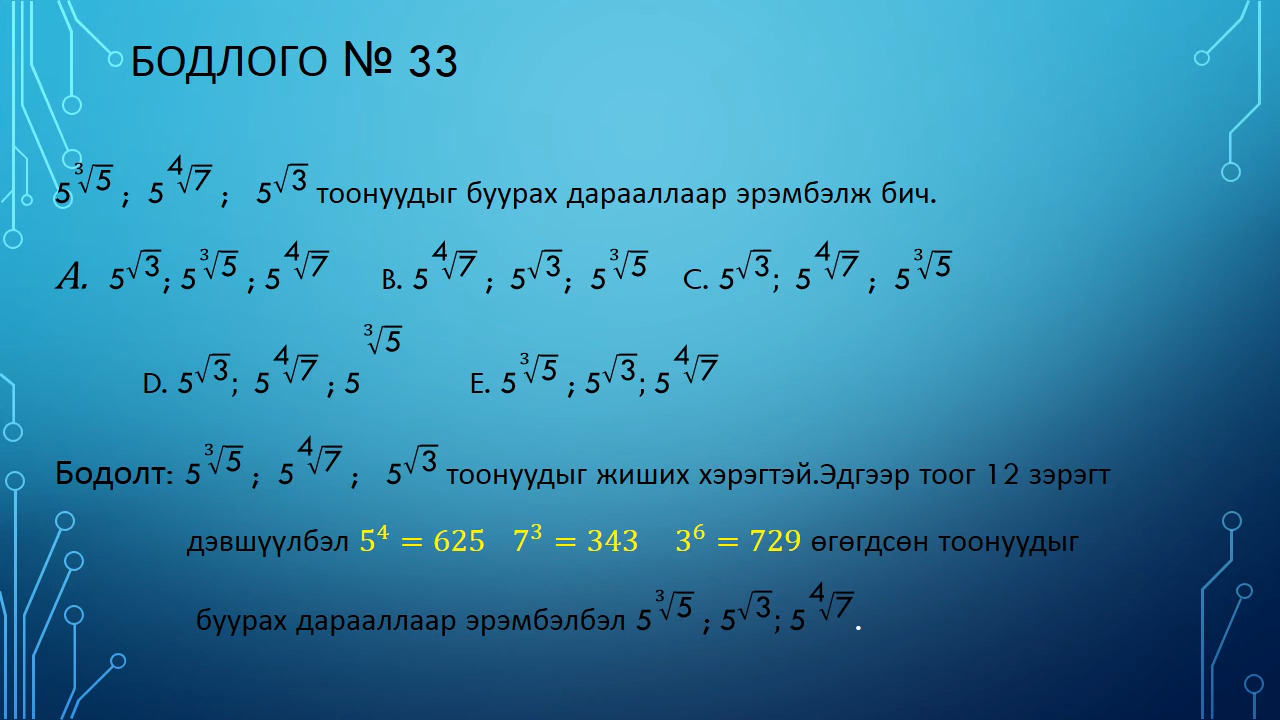 БОДЛОГО № 33
5^∛5 ; 5^∜7 ; 5^√3 тоонуудыг буурах дарааллаар эрэмбэлж бич.
A. 5^√3; 5^∛5 ; 5^∜7 B. 5^∜7 ; 5^√3; 5^∛5 C. 5^√3; 5^∜7 ; 5^∛5
D. 5^√3; 5^∜7 ; 5^∛5 E. 5^∛5 ; 5^√3; 5^∜7
Бодолт: 5^∛5 ; 5^∜7 ; 5^√3 тоонуудыг жиших хэрэгтэй.Эдгээр тоог 12 зэрэгт
дэвшүүлбэл 5⁴ = 625 7³ = 343 3⁶ = 729 өгөгдсөн тоонуудыг
буурах дарааллаар эрэмбэлбэл 5^∛5 ; 5^√3; 5^∜7.